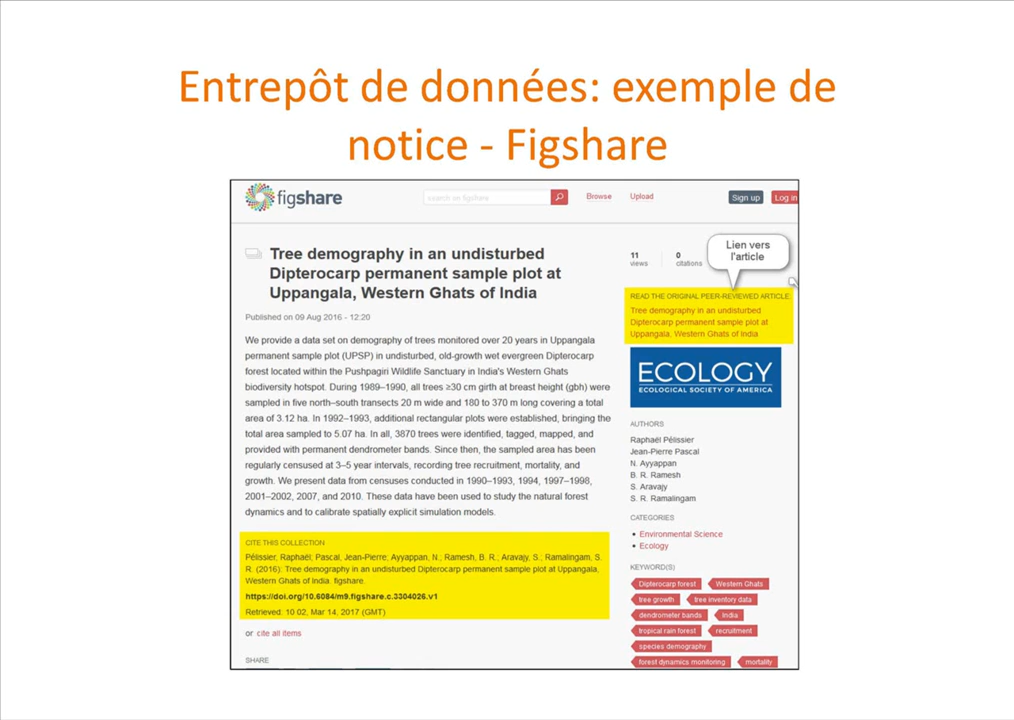 Entrepôt de données: exemple de
notice - Figshare
figshare
search on figshare
Browse
Upload
Sign up
Log in
Tree demography in an undisturbed
Dipterocarp permanent sample plot at
Uppangala, Western Ghats of India
Published on 09 Aug 2016 - 12:20
We provide a data set on demography of trees monitored over 20 years in Uppangala
permanent sample plot (UPSP) in undisturbed, old-growth wet evergreen Dipterocarp
forest located within the Pushpagiri Wildlife Sanctuary in India's Western Ghats
biodiversity hotspot. During 1989–1990, all trees ≥30 cm girth at breast height (gbh) were
sampled in five north–south transects 20 m wide and 180 to 370 m long covering a total
area of 3.12 ha. In 1992–1993, additional rectangular plots were established, bringing the
total area sampled to 5.07 ha. In all, 3870 trees were identified, tagged, mapped, and
provided with permanent dendrometer bands. Since then, the sampled area has been
regularly censused at 3–5 year intervals, recording tree recruitment, mortality, and
growth. We present data from censuses conducted in 1990–1993, 1994, 1997–1998,
2001–2002, 2007, and 2010. These data have been used to study the natural forest
dynamics and to calibrate spatially explicit simulation models.
CITE THIS COLLECTION
Pélissier, Raphaël; Pascal, Jean-Pierre; Ayyappan, N.; Ramesh, B. R.; Aravajy, S.; Ramalingam, S.
R. (2016): Tree demography in an undisturbed Dipterocarp permanent sample plot at Uppangala,
Western Ghats of India. figshare.
https://doi.org/10.6084/m9.figshare.c.3304026.v1
Retrieved: 10 02, Mar 14, 2017 (GMT)
or cite all items
SHARE
11
views
0
citations
Lien vers
l'article
READ THE ORIGINAL PEER-REVIEWED ARTICLE
Tree demography in an undisturbed
Dipterocarp permanent sample plot at
Uppangala, Western Ghats of India
ECOLOGY
ECOLOGICAL SOCIETY OF AMERICA
AUTHORS
Raphaël Pélissier
Jean-Pierre Pascal
N. Ayyappan
B. R. Ramesh
S. Aravajy
S. R. Ramalingam
CATEGORIES
• Environmental Science
• Ecology
KEYWORD(S)
Dipterocarp forest
Western Ghats
tree growth
tree inventory data
dendrometer bands
India
tropical rain forest
recruitment
species demography
forest dynamics monitoring
mortality